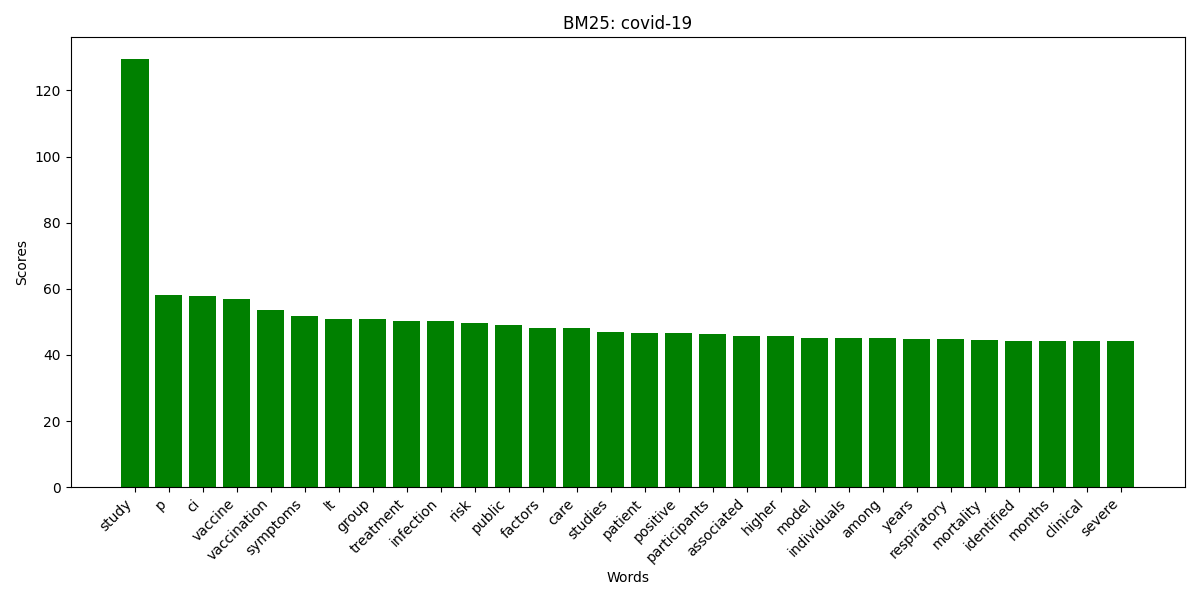 BM25: covid-19
Scores
120
100
80
60
40
20
0
study p ci vaccine vaccination symptoms lt group treatment infection risk public factors care studies patient positive participants associated higher model individuals among years respiratory mortality identified months clinical severe
Words